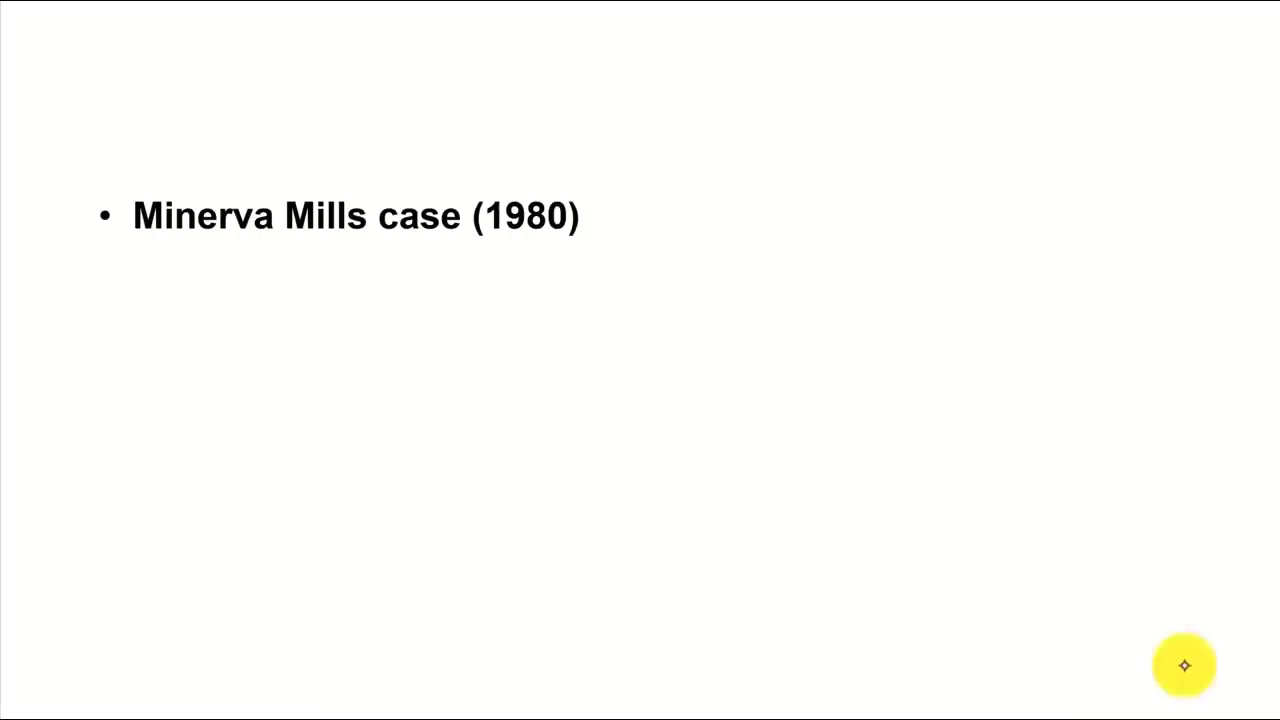 • Minerva Mills case (1980)